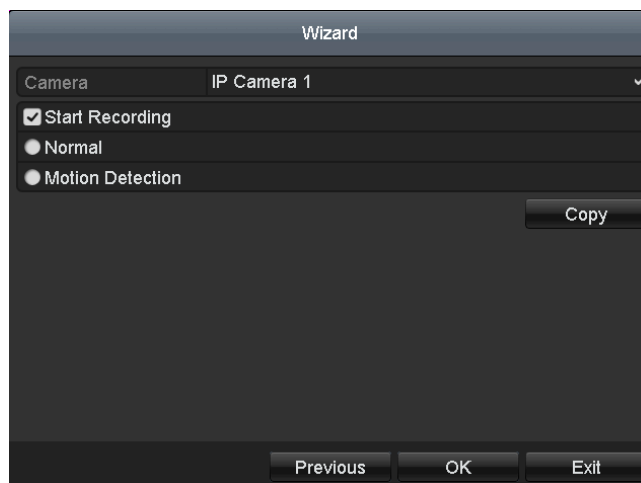 Wizard
Camera IP Camera 1
Start Recording
Normal
Motion Detection
Copy
Previous OK Exit